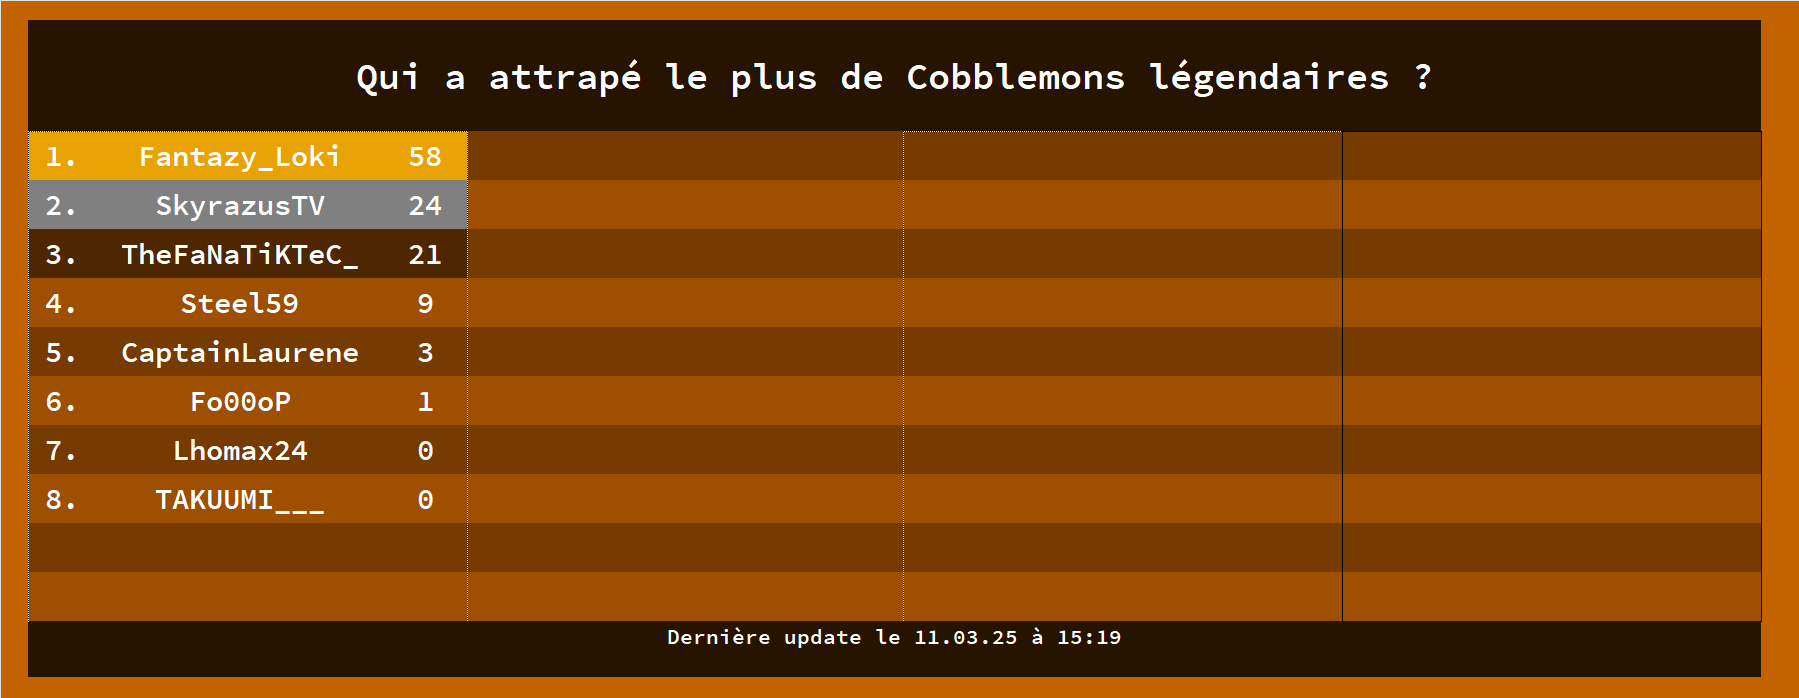 Qui a attrapé le plus de Cobblemons légendaires ?
1. Fantazy_Loki 58
2. SkyrazusTV 24
3. TheFaNaTiKTeC_ 21
4. Steel59 9
5. CaptainLaurene 3
6. Fo00oP 1
7. Lhomax24 0
8. TAKUUMI___ 0
Dernière update le 11.03.25 à 15:19